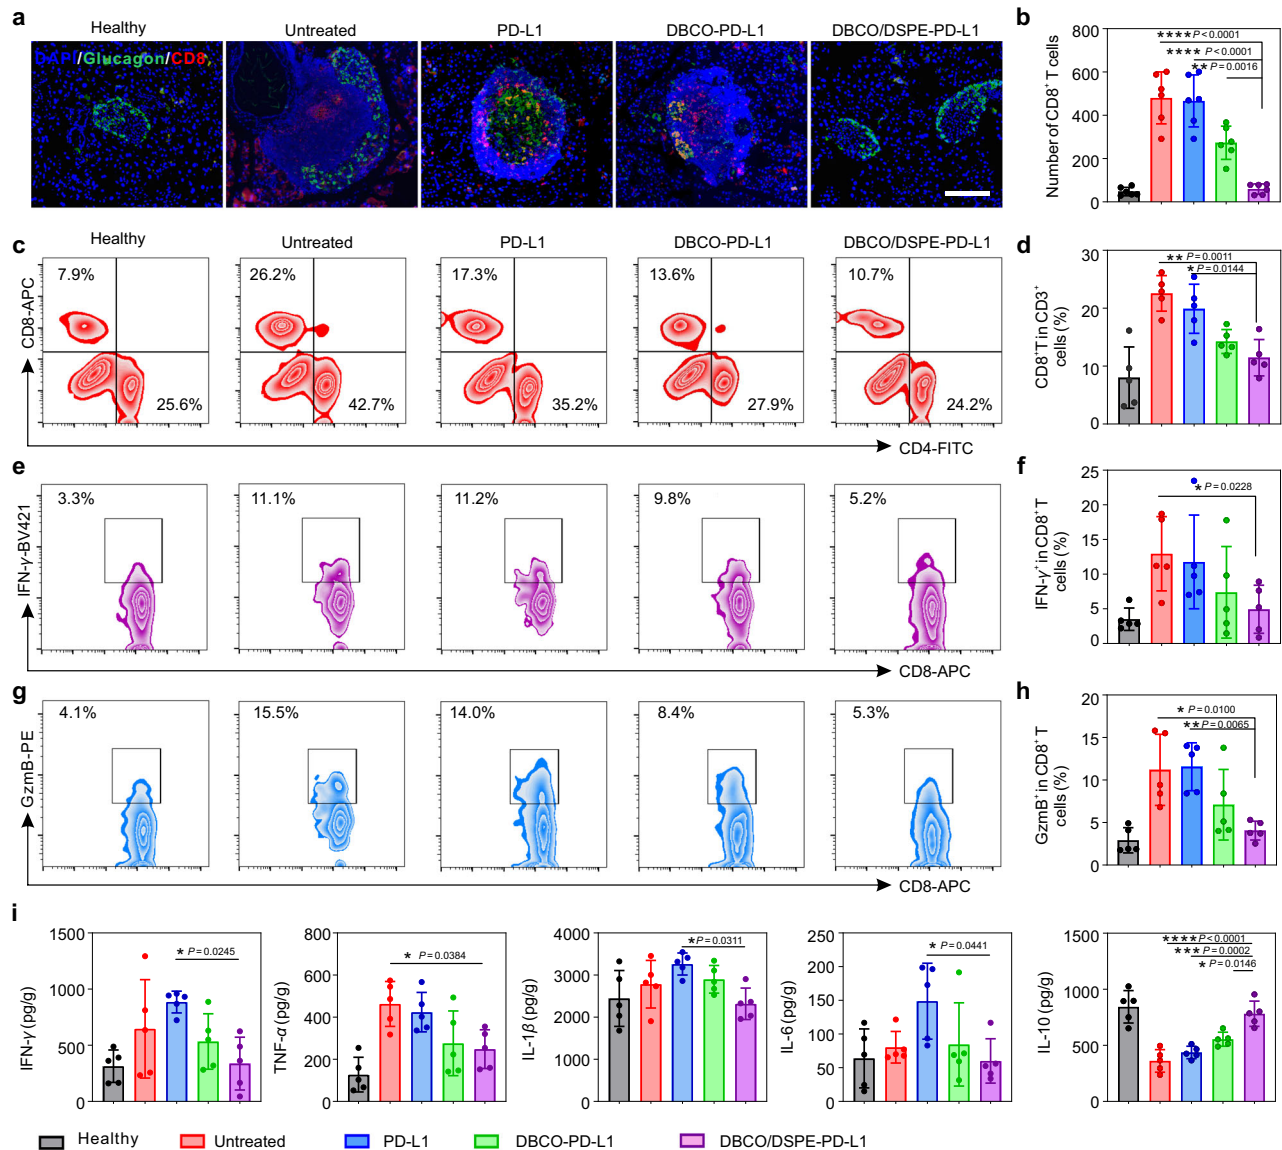 a
Healthy
Untreated
PD-L1
DBCO-PD-L1
DBCO/DSPE-PD-L1
DAPI/Glucagon/CD8
b
Number of CD8⁺ T cells
800
600
400
200
0
****P<0.0001
****P<0.0001
**P=0.0016
c
Healthy
Untreated
PD-L1
DBCO-PD-L1
DBCO/DSPE-PD-L1
CD8-APC
7.9%
26.2%
17.3%
13.6%
10.7%
25.6%
42.7%
35.2%
27.9%
24.2%
CD4-FITC
d
CD8⁺T in CD3⁺
cells (%)
30
20
10
0
**P=0.0011
*P=0.0144
e
IFN-γ-BV421
3.3%
11.1%
11.2%
9.8%
5.2%
CD8-APC
f
IFN-γ⁺in CD8⁺T
cells (%)
25
20
15
10
5
0
*P=0.0228
g
GzmB-PE
4.1%
15.5%
14.0%
8.4%
5.3%
CD8-APC
h
GzmB⁺in CD8⁺T
cells (%)
20
15
10
5
0
*P=0.0100
**P=0.0065
i
IFN-γ (pg/g)
1500
1000
500
0
*P=0.0245
TNF-α (pg/g)
800
600
400
200
0
*P=0.0384
IL-1β (pg/g)
4000
3000
2000
1000
0
*P=0.0311
IL-6 (pg/g)
250
200
150
100
50
0
*P=0.0441
IL-10 (pg/g)
1500
1000
500
0
****P<0.0001
***P=0.0002
*P=0.0146
Healthy
Untreated
PD-L1
DBCO-PD-L1
DBCO/DSPE-PD-L1